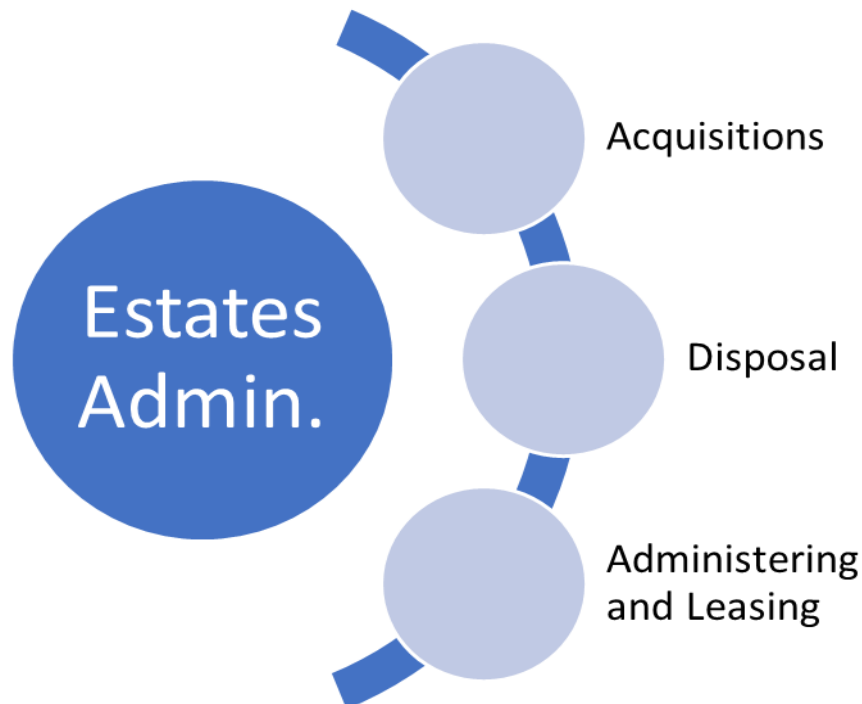 Estates
Admin.
Acquisitions
Disposal
Administering
and Leasing